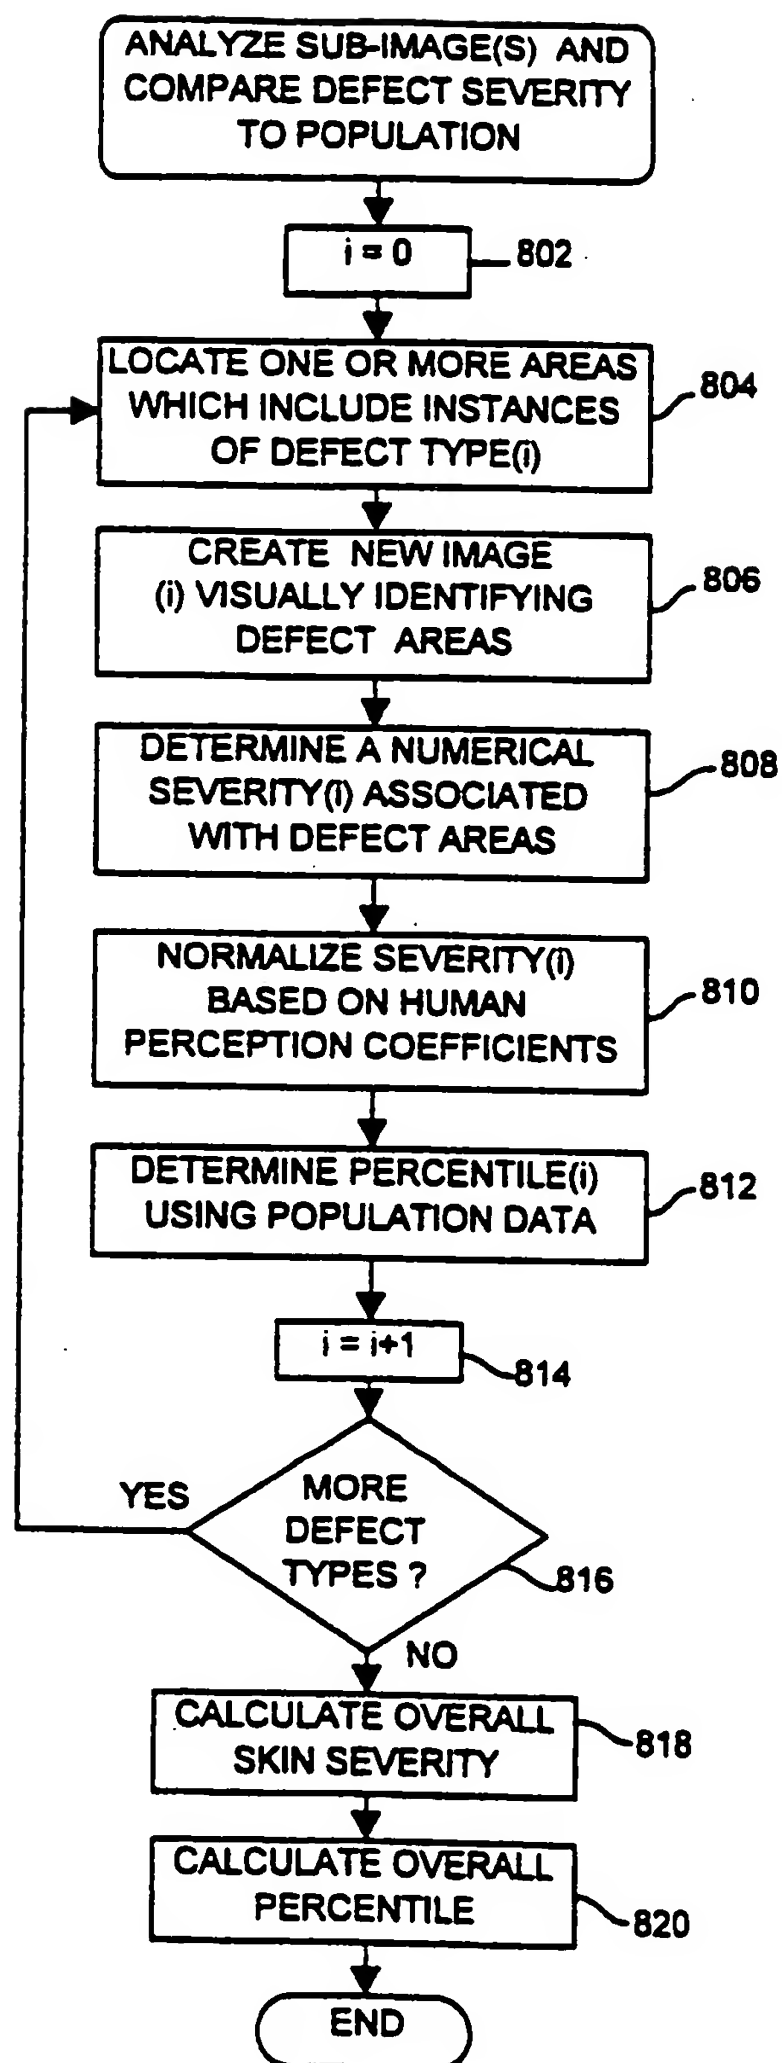 ANALYZE SUB-IMAGE(S) AND
COMPARE DEFECT SEVERITY
TO POPULATION
i = 0
802
LOCATE ONE OR MORE AREAS
WHICH INCLUDE INSTANCES
OF DEFECT TYPE(i)
804
CREATE NEW IMAGE
(i) VISUALLY IDENTIFYING
DEFECT AREAS
806
DETERMINE A NUMERICAL
SEVERITY(i) ASSOCIATED
WITH DEFECT AREAS
808
NORMALIZE SEVERITY(i)
BASED ON HUMAN
PERCEPTION COEFFICIENTS
810
DETERMINE PERCENTILE(i)
USING POPULATION DATA
812
i = i+1
814
YES
MORE
DEFECT
TYPES ?
816
NO
CALCULATE OVERALL
SKIN SEVERITY
818
CALCULATE OVERALL
PERCENTILE
820
END